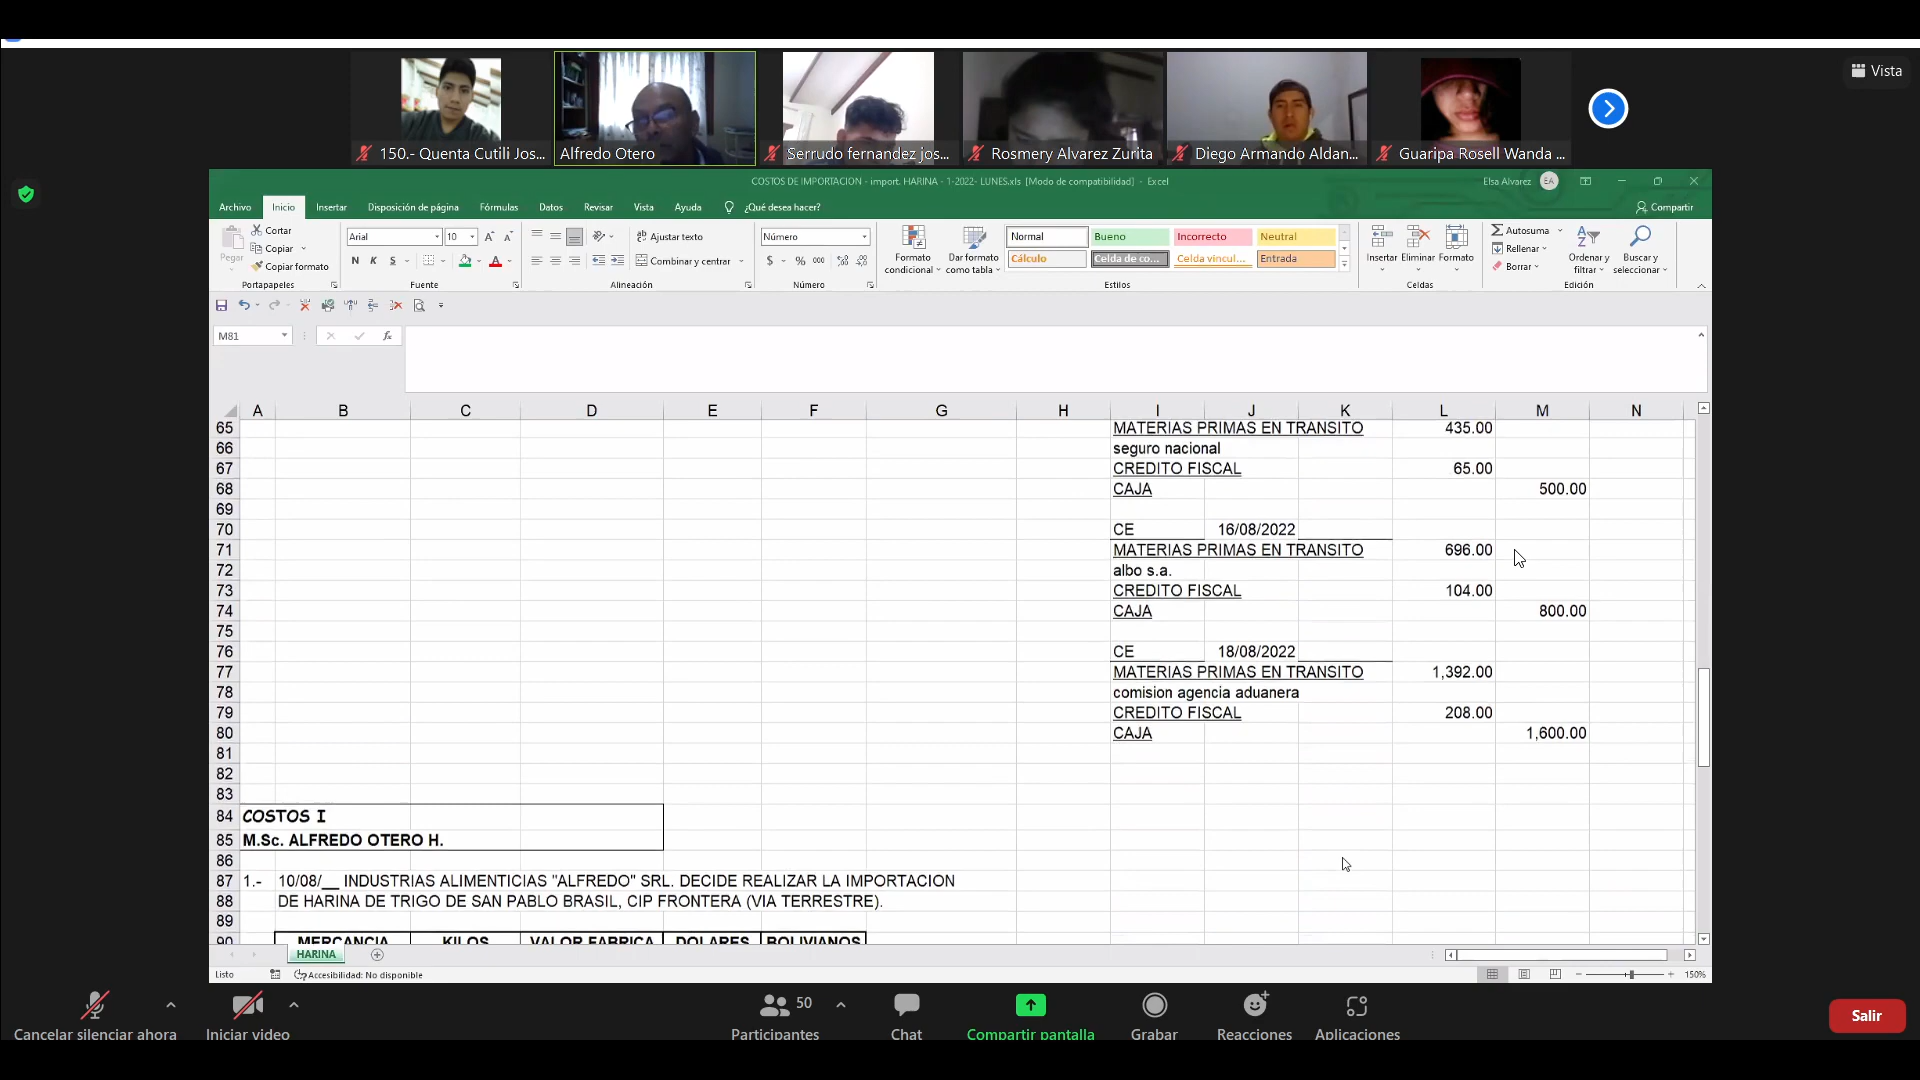 Vista
150.- Quenta Cutili Jos...
Alfredo Otero
Serrudo fernandez jos...
Rosmery Alvarez Zurita
Diego Armando Aldan...
Guaripa Rosell Wanda ...
COSTOS DE IMPORTACION - import. HARINA - 1-2022- LUNES.xls [Modo de compatibilidad] - Excel
Elsa Alvarez EA
Archivo Inicio Insertar Disposición de página Fórmulas Datos Revisar Vista Ayuda ¿Qué desea hacer? Compartir
Pegar
Cortar
Copiar
Copiar formato
Portapapeles
Arial 10
N K S
Fuente
Ajustar texto
Combinar y centrar
Alineación
Número
$ % 000
Número
Formato condicional
Dar formato como tabla
Normal Bueno Incorrecto Neutral
Cálculo Celda de co... Celda vincul... Entrada
Estilos
Insertar Eliminar Formato
Celdas
Autosuma
Rellenar
Borrar
Ordenar y filtrar
Buscar y seleccionar
Edición
M81 fx
A B C D E F G H I J K L M N
65 MATERIAS PRIMAS EN TRANSITO 435.00
66 seguro nacional
67 CREDITO FISCAL 65.00
68 CAJA 500.00
69
70 CE 16/08/2022
71 MATERIAS PRIMAS EN TRANSITO 696.00
72 albo s.a.
73 CREDITO FISCAL 104.00
74 CAJA 800.00
75
76 CE 18/08/2022
77 MATERIAS PRIMAS EN TRANSITO 1,392.00
78 comision agencia aduanera
79 CREDITO FISCAL 208.00
80 CAJA 1,600.00
81
82
83
84 COSTOS I
85 M.Sc. ALFREDO OTERO H.
86
87 1.- 10/08/__ INDUSTRIAS ALIMENTICIAS "ALFREDO" SRL. DECIDE REALIZAR LA IMPORTACION
88 DE HARINA DE TRIGO DE SAN PABLO BRASIL, CIP FRONTERA (VIA TERRESTRE).
89
90 MERCANCIA KILOS VALOR FABRICA DOLARES BOLIVIANOS
HARINA
Listo Accesibilidad: No disponible 150%
Cancelar silenciar ahora
Iniciar video
50
Participantes
Chat
Compartir pantalla
Grabar
Reacciones
Aplicaciones
Salir